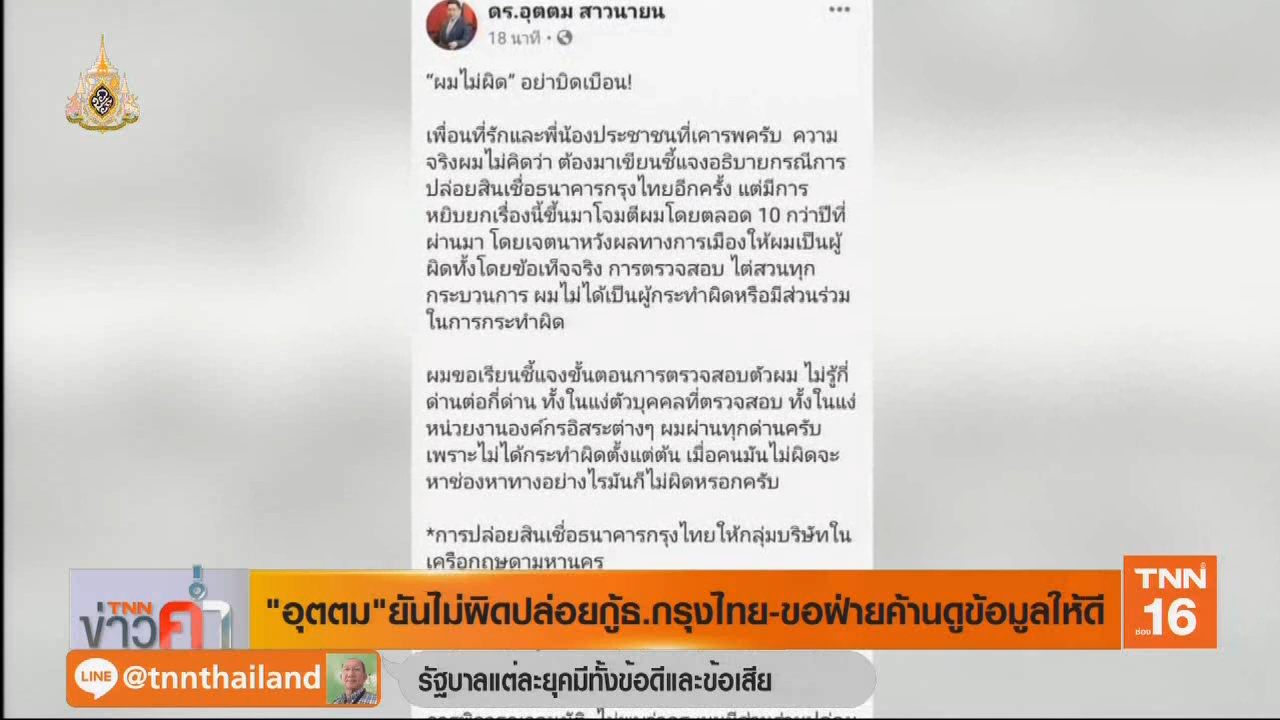 ดร.อุตตม สาวนายน
18 นาที
“ผมไม่ผิด” อย่าบิดเบือน!
เพื่อนที่รักและพี่น้องประชาชนที่เคารพครับ ความ
จริงผมไม่คิดว่า ต้องมาเขียนชี้แจงอธิบายกรณีการ
ปล่อยสินเชื่อธนาคารกรุงไทยอีกครั้ง แต่มีการ
หยิบยกเรื่องนี้ขึ้นมาโจมตีผมโดยตลอด 10 กว่าปีที่
ผ่านมา โดยเจตนาหวังผลทางการเมืองให้ผมเป็นผู้
ผิดทั้งโดยข้อเท็จจริง การตรวจสอบ ไต่สวนทุก
กระบวนการ ผมไม่ได้เป็นผู้กระทำผิดหรือมีส่วนร่วม
ในการกระทำผิด
ผมขอเรียนชี้แจงขั้นตอนการตรวจสอบตัวผม ไม่รู้กี่
ด่านต่อกี่ด่าน ทั้งในแง่ตัวบุคคลที่ตรวจสอบ ทั้งในแง่
หน่วยงานองค์กรอิสระต่างๆ ผมผ่านทุกด่านครับ
เพราะไม่ได้กระทำผิดตั้งแต่ต้น เมื่อคนมันไม่ผิดจะ
หาช่องหาทางอย่างไรมันก็ไม่ผิดหรอกครับ
*การปล่อยสินเชื่อธนาคารกรุงไทยให้กลุ่มบริษัทใน
เครือกฤษดามหานคร
TNN
ข่าวค่ำ
"อุตตม"ยันไม่ผิดปล่อยกู้ธ.กรุงไทย-ขอฝ่ายค้านดูข้อมูลให้ดี
TNN
ช่อง 16
LINE @tnnthailand
รัฐบาลแต่ละยุคมีทั้งข้อดีและข้อเสีย